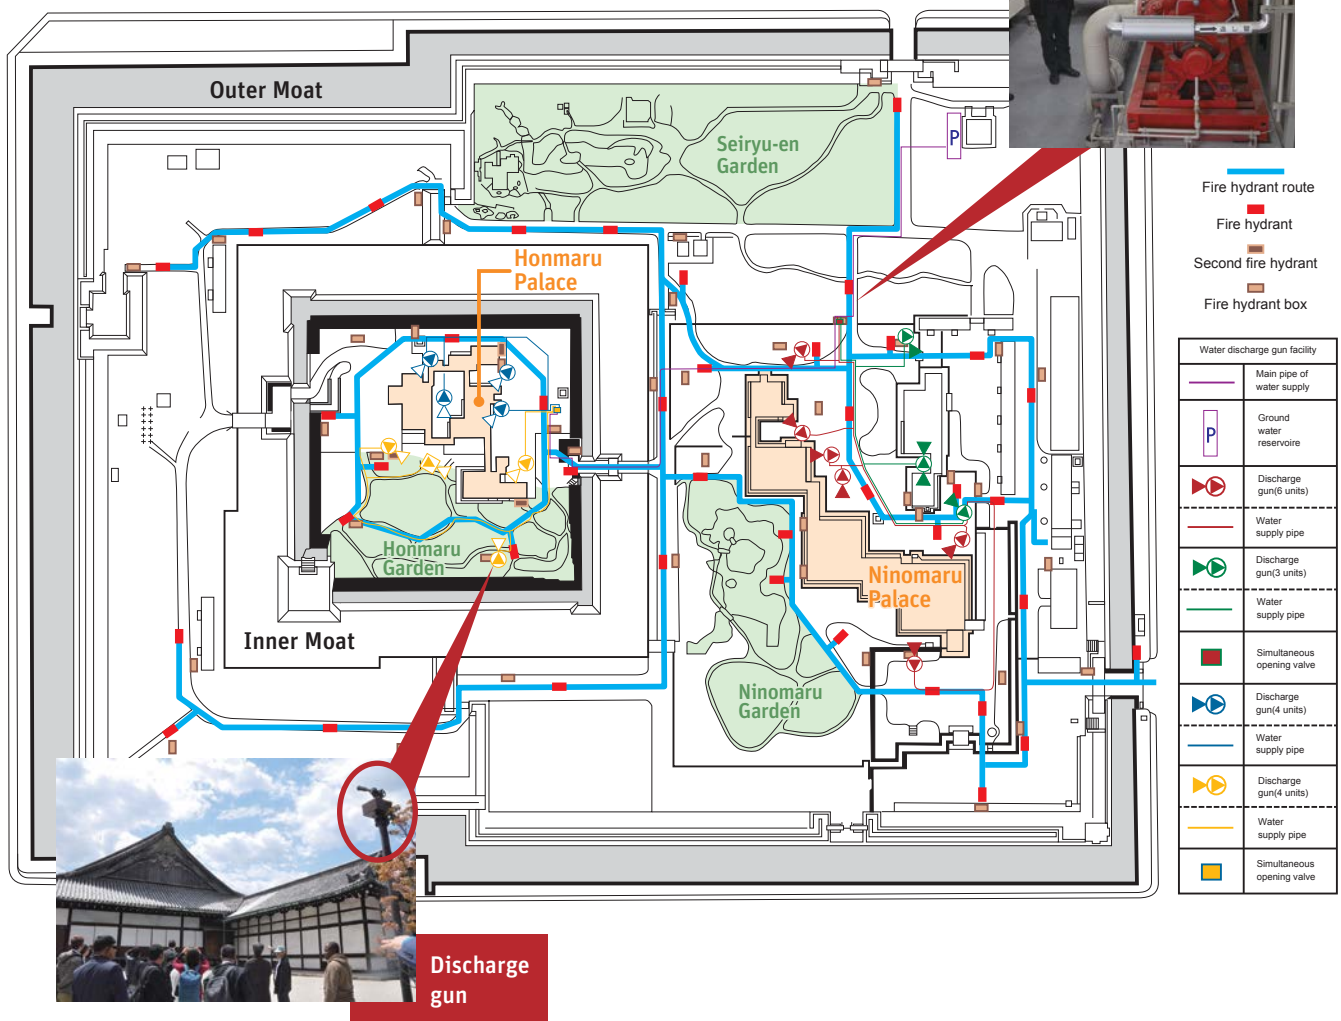 Outer Moat
Seiryu-en
Garden
P
Honmaru
Palace
Fire hydrant route
Fire hydrant
Second fire hydrant
Fire hydrant box
Water discharge gun facility
Main pipe of
water supply
P
Ground
water
reservoire
Discharge
gun(6 units)
Water
supply pipe
Discharge
gun(3 units)
Water
supply pipe
Simultaneous
opening valve
Discharge
gun(4 units)
Water
supply pipe
Discharge
gun(4 units)
Water
supply pipe
Simultaneous
opening valve
Honmaru
Garden
Ninomaru
Palace
Inner Moat
Ninomaru
Garden
Discharge
gun